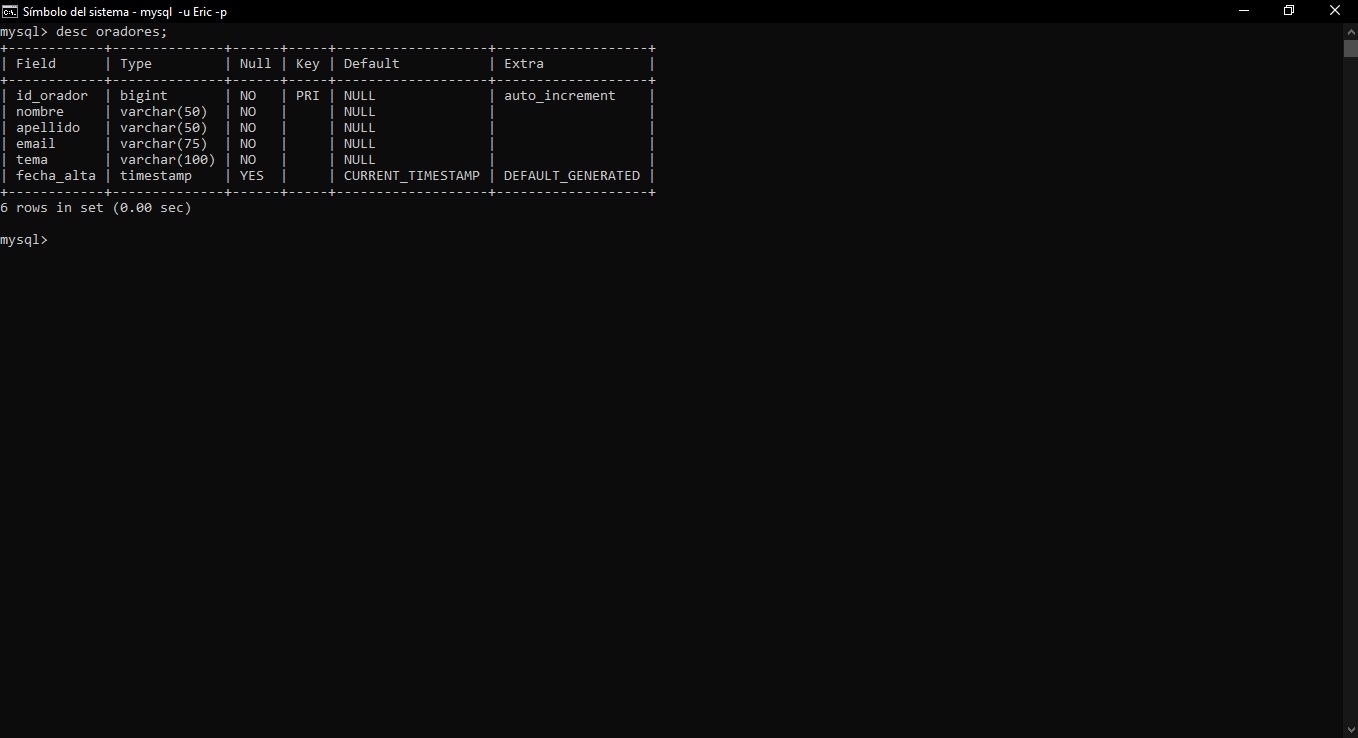 Símbolo del sistema - mysql  -u Eric -p
mysql> desc oradores;
+------------+--------------+------+-----+-------------------+-------------------+
| Field      | Type         | Null | Key | Default           | Extra             |
+------------+--------------+------+-----+-------------------+-------------------+
| id_orador  | bigint       | NO   | PRI | NULL              | auto_increment    |
| nombre     | varchar(50)  | NO   |     | NULL              |                   |
| apellido   | varchar(50)  | NO   |     | NULL              |                   |
| email      | varchar(75)  | NO   |     | NULL              |                   |
| tema       | varchar(100) | NO   |     | NULL              |                   |
| fecha_alta | timestamp    | YES  |     | CURRENT_TIMESTAMP | DEFAULT_GENERATED |
+------------+--------------+------+-----+-------------------+-------------------+
6 rows in set (0.00 sec)
mysql>